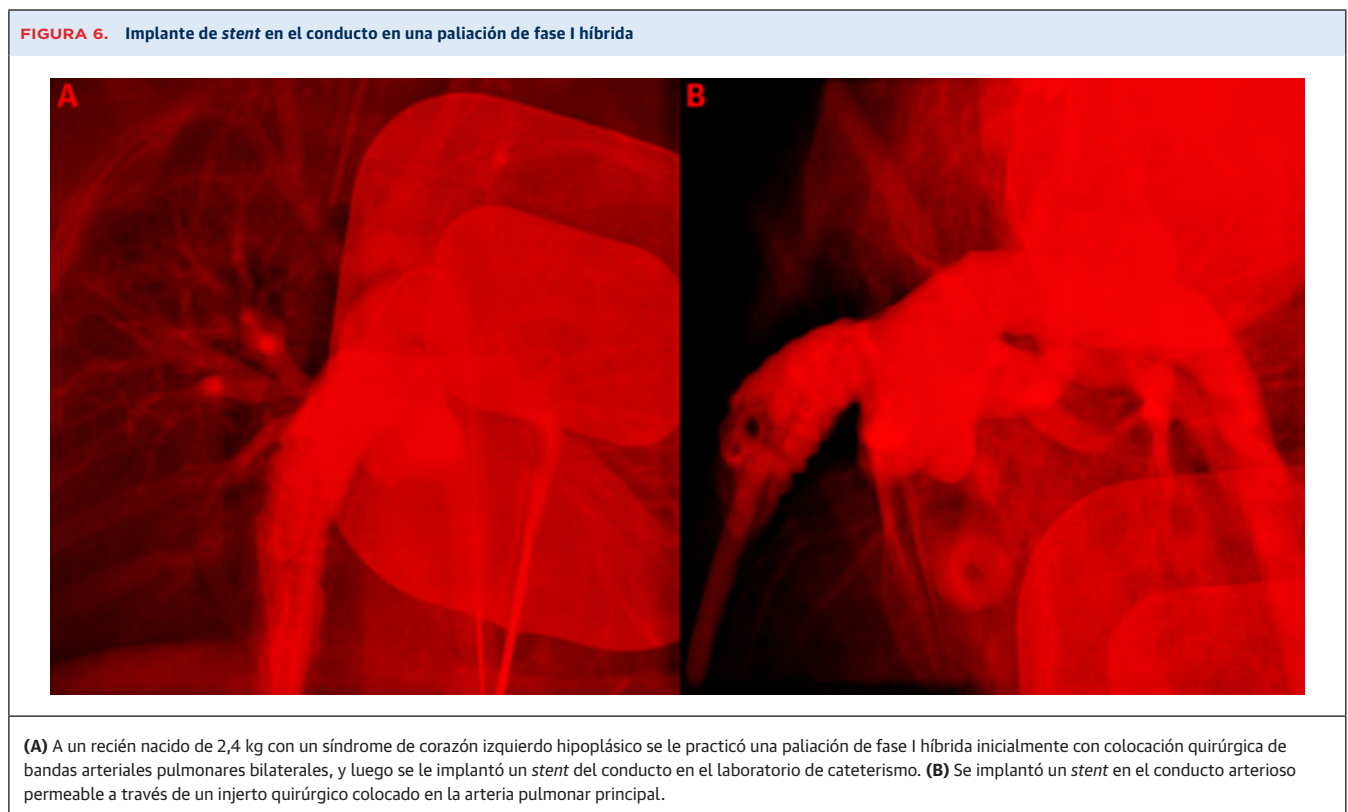 FIGURA 6. Implante de stent en el conducto en una paliación de fase I híbrida
A
B
(A) A un recién nacido de 2,4 kg con un síndrome de corazón izquierdo hipoplásico se le practicó una paliación de fase I híbrida inicialmente con colocación quirúrgica de
bandas arteriales pulmonares bilaterales, y luego se le implantó un stent del conducto en el laboratorio de cateterismo. (B) Se implantó un stent en el conducto arterioso
permeable a través de un injerto quirúrgico colocado en la arteria pulmonar principal.